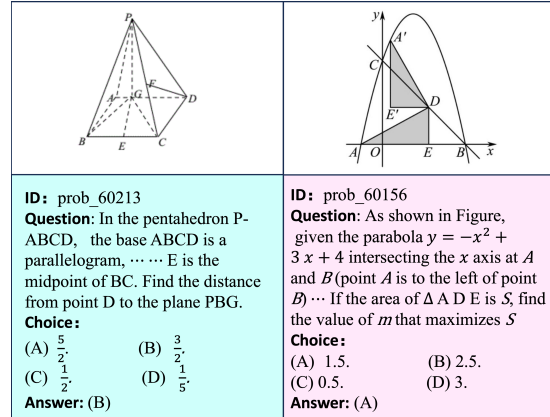 P
A
G
F
D
B
E
C
y
A'
C
E'
D
A
O
E
B
x
ID: prob_60213
Question: In the pentahedron P-
ABCD, the base ABCD is a
parallelogram, ⋯⋯ E is the
midpoint of BC. Find the distance
from point D to the plane PBG.
Choice:
(A) 5/2. (B) 3/2.
(C) 1/2. (D) 1/5.
Answer: (B)
ID: prob_60156
Question: As shown in Figure,
given the parabola y = −x² +
3 x + 4 intersecting the x axis at A
and B(point A is to the left of point
B) ⋯ If the area of Δ A D E is S, find
the value of m that maximizes S
Choice:
(A) 1.5. (B) 2.5.
(C) 0.5. (D) 3.
Answer: (A)